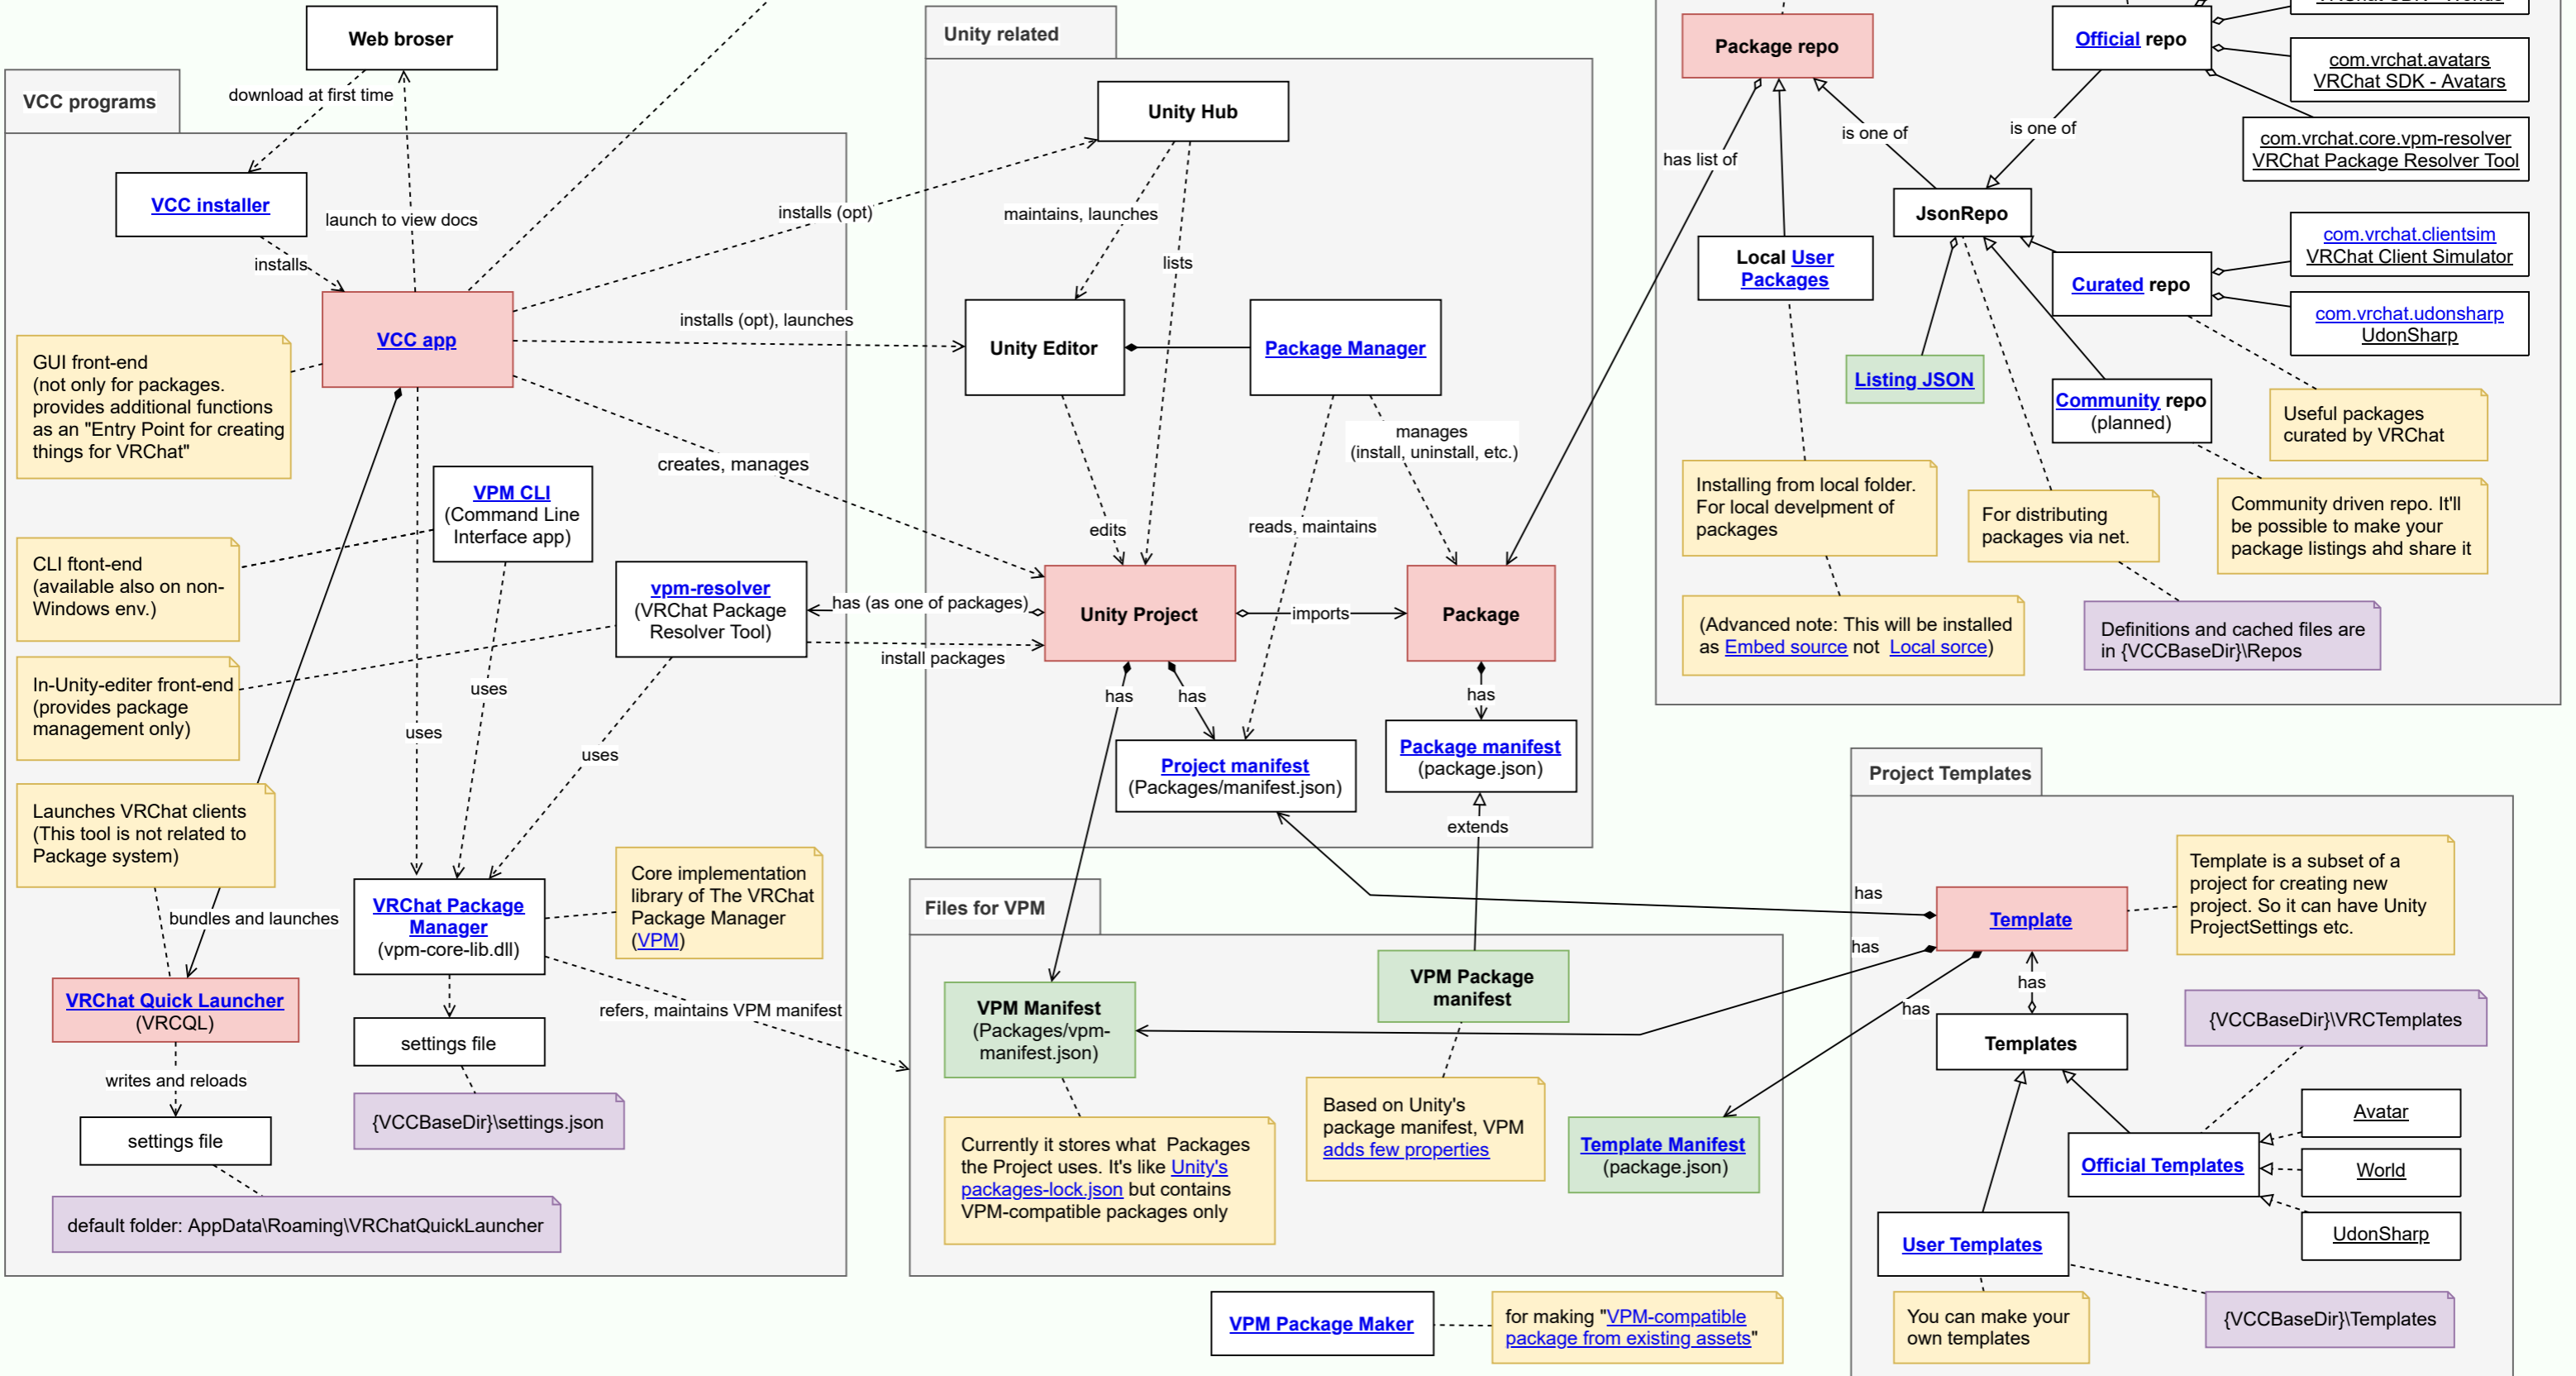 Web broser
download at first time
VCC programs
VCC installer
launch to view docs
installs
VCC app
GUI front-end
(not only for packages.
provides additional functions
as an "Entry Point for creating
things for VRChat"
VPM CLI
(Command Line
Interface app)
CLI ftont-end
(available also on non-
Windows env.)
vpm-resolver
(VRChat Package
Resolver Tool)
In-Unity-editer front-end
(provides package
management only)
uses
uses
uses
Launches VRChat clients
(This tool is not related to
Package system)
bundles and launches
VRChat Package
Manager
(vpm-core-lib.dll)
Core implementation
library of The VRChat
Package Manager
(VPM)
VRChat Quick Launcher
(VRCQL)
refers, maintains VPM manifest
settings file
writes and reloads
{VCCBaseDir}\settings.json
settings file
default folder: AppData\Roaming\VRChatQuickLauncher
Unity related
Unity Hub
installs (opt)
maintains, launches
lists
installs (opt), launches
Unity Editor
Package Manager
creates, manages
manages
(install, uninstall, etc.)
edits
reads, maintains
has (as one of packages)
Unity Project
imports
Package
install packages
has
has
has
Project manifest
(Packages/manifest.json)
Package manifest
(package.json)
extends
Files for VPM
VPM Manifest
(Packages/vpm-
manifest.json)
VPM Package
manifest
Currently it stores what  Packages
the Project uses. It's like Unity's
packages-lock.json but contains
VPM-compatible packages only
Based on Unity's
package manifest, VPM
adds few properties
Template Manifest
(package.json)
VPM Package Maker
for making "VPM-compatible
package from existing assets"
Package repo
Official repo
com.vrchat.avatars
VRChat SDK - Avatars
com.vrchat.core.vpm-resolver
VRChat Package Resolver Tool
is one of
is one of
has list of
JsonRepo
Local User
Packages
com.vrchat.clientsim
VRChat Client Simulator
Curated repo
com.vrchat.udonsharp
UdonSharp
Listing JSON
Community repo
(planned)
Useful packages
curated by VRChat
Installing from local folder.
For local develpment of
packages
For distributing
packages via net.
Community driven repo. It'll
be possible to make your
package listings ahd share it
(Advanced note: This will be installed
as Embed source not  Local sorce)
Definitions and cached files are
in {VCCBaseDir}\Repos
Project Templates
Template is a subset of a
project for creating new
project. So it can have Unity
ProjectSettings etc.
has
Template
has
has
has
{VCCBaseDir}\VRCTemplates
Templates
Avatar
Official Templates
World
UdonSharp
User Templates
You can make your
own templates
{VCCBaseDir}\Templates